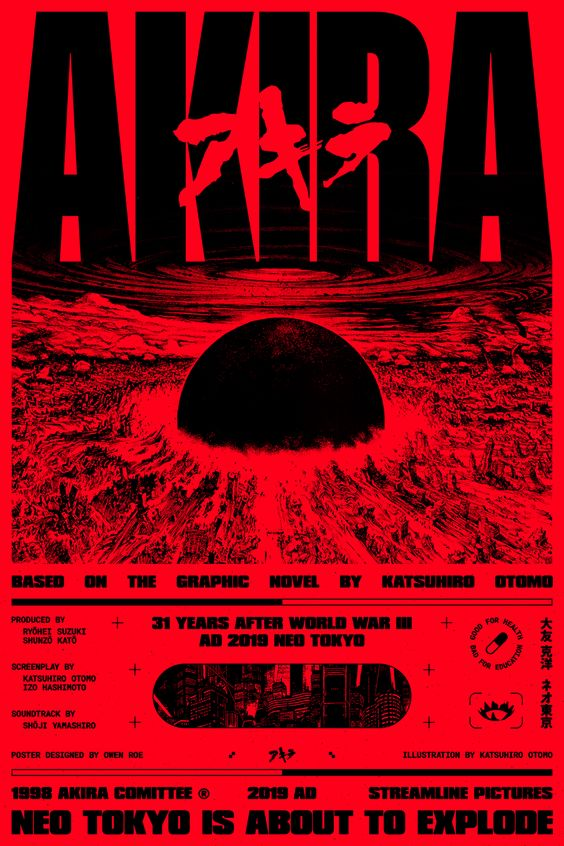 AKIRA
アキラ
BASED ON THE GRAPHIC NOVEL BY KATSUHIRO OTOMO
PRODUCED BY
RYŌHEI SUZUKI
SHUNZŌ KATŌ
31 YEARS AFTER WORLD WAR III
AD 2019 NEO TOKYO
GOOD FOR HEALTH
BAD FOR EDUCATION
大友克洋 ネオ東京
SCREENPLAY BY
KATSUHIRO OTOMO
IZO HASHIMOTO
SOUNDTRACK BY
SHŌJI YAMASHIRO
POSTER DESIGNED BY OWEN ROE
アキラ
ILLUSTRATION BY KATSUHIRO OTOMO
1998 AKIRA COMITTEE ®
2019 AD
STREAMLINE PICTURES
NEO TOKYO IS ABOUT TO EXPLODE